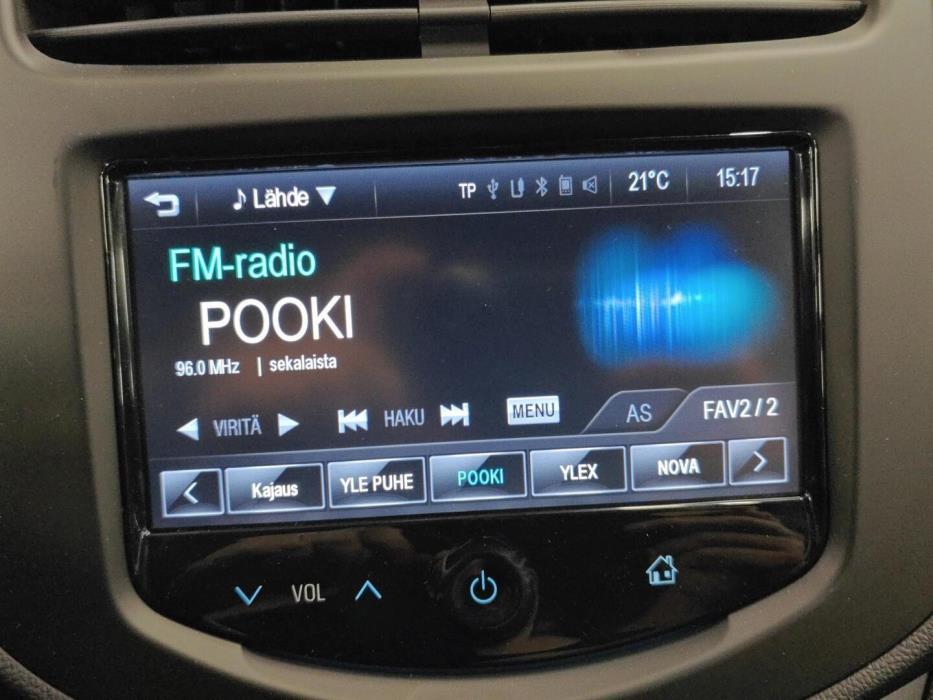 Lähde TP 21°C 15:17
FM-radio
POOKI
96.0 MHz | sekalaista
VIRITÄ HAKU MENU AS FAV2 / 2
Kajaus YLE PUHE POOKI YLEX NOVA
VOL